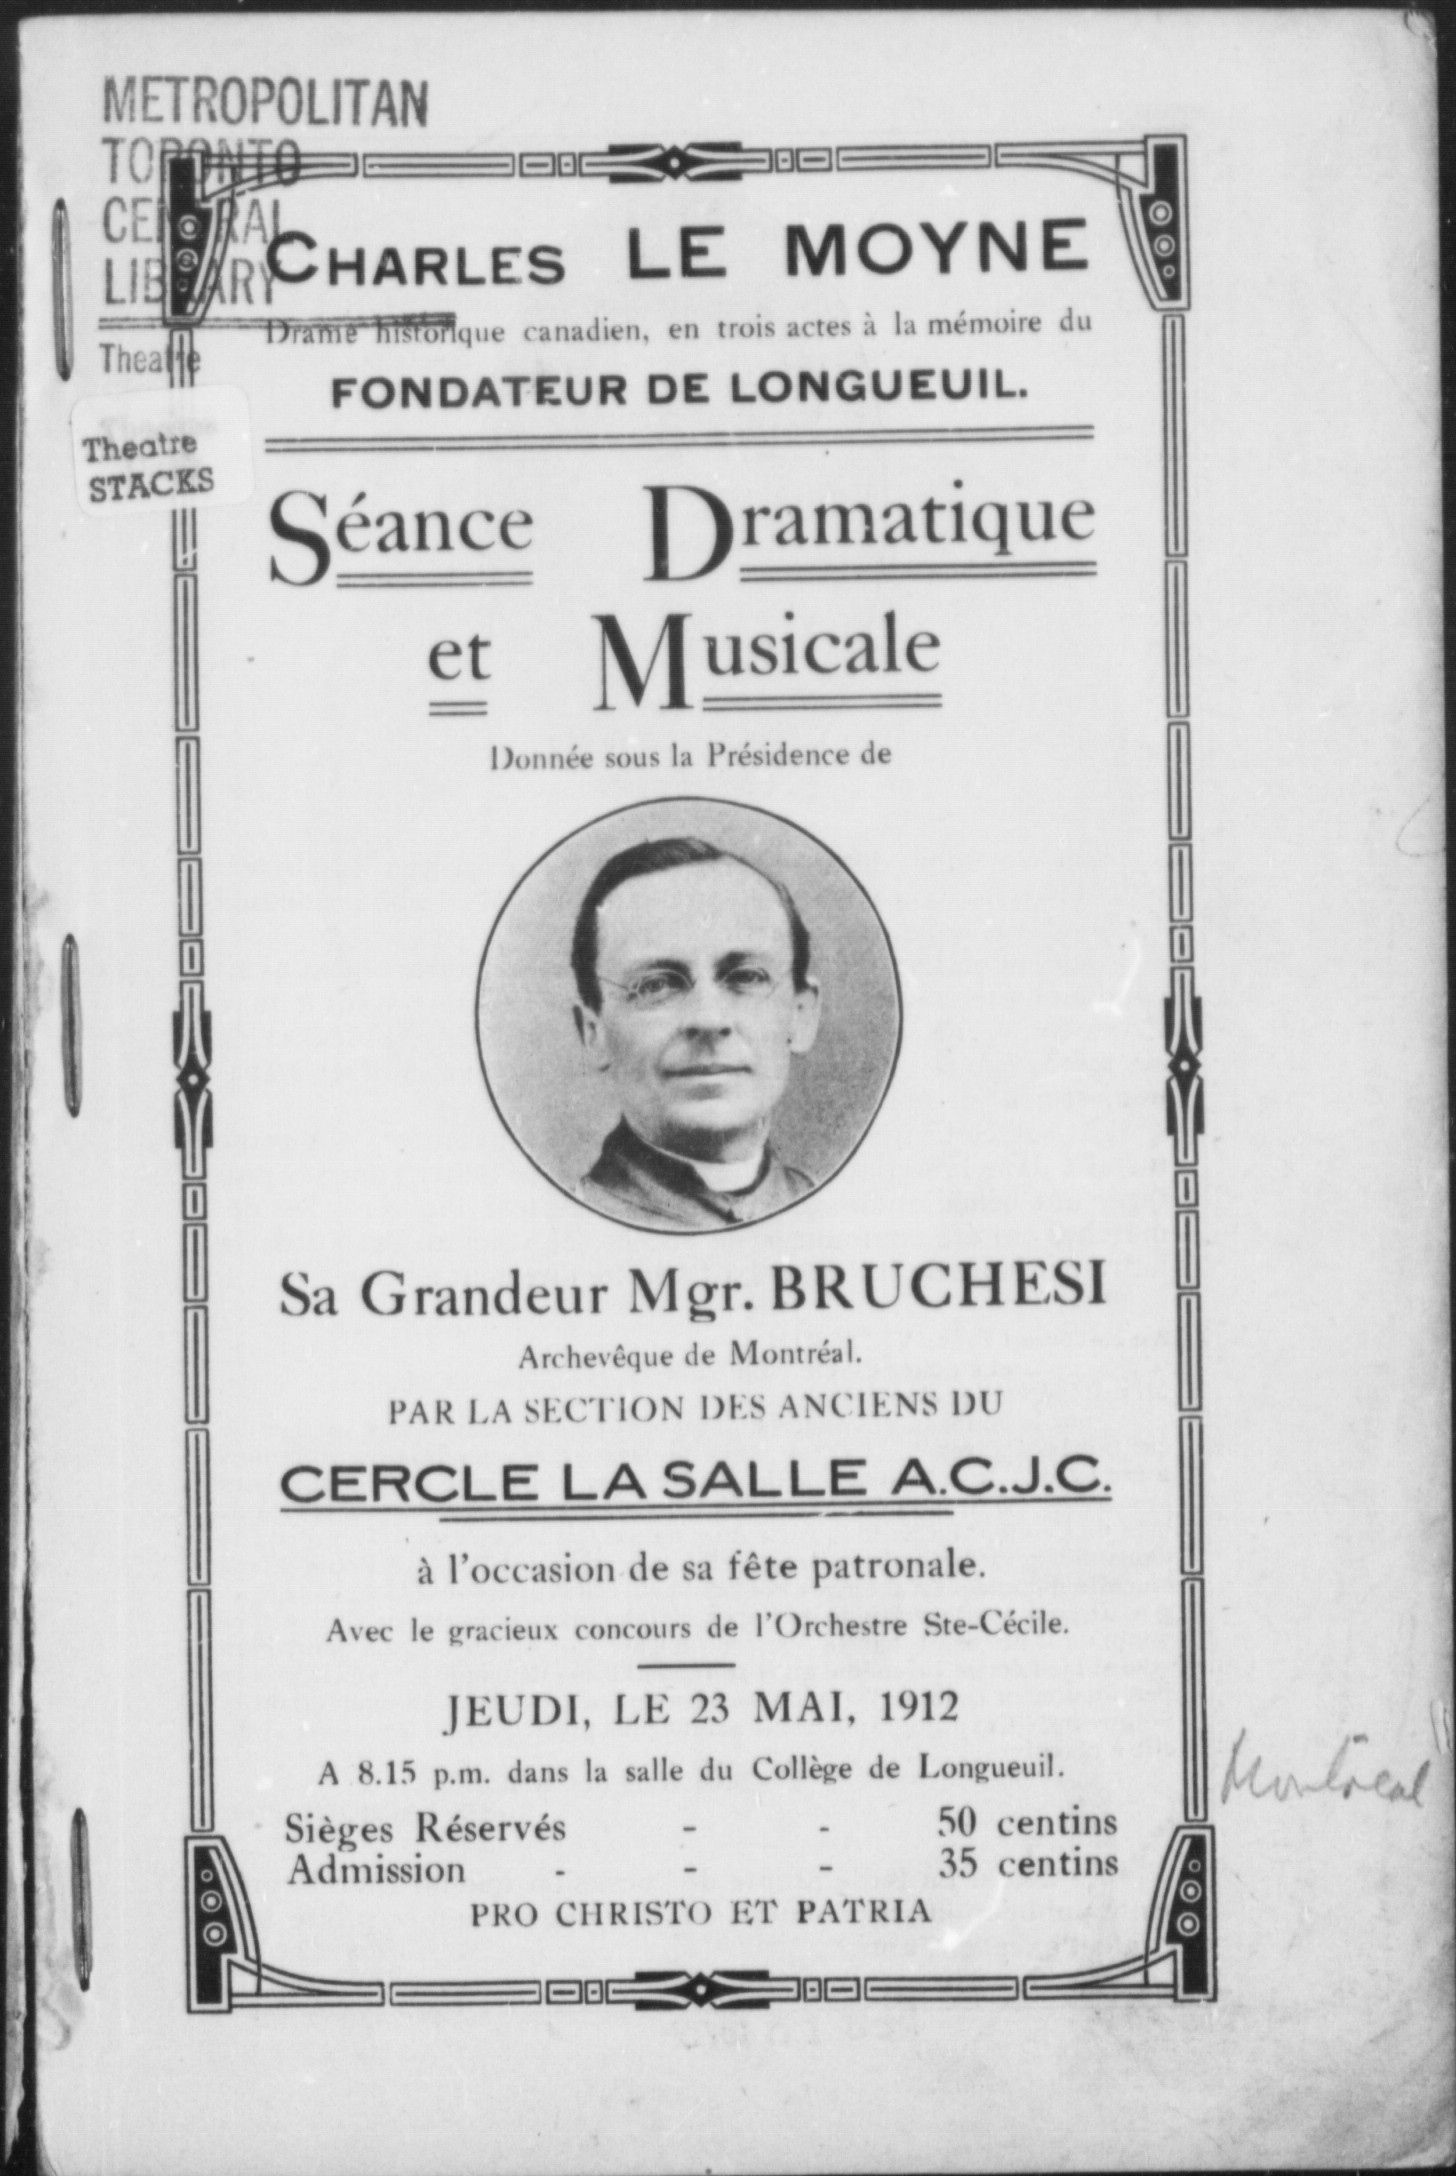 METROPOLITAN
TORONTO
CENTRAL
LIBRARY
Theatre
Theatre
STACKS
CHARLES LE MOYNE
Drame historique canadien, en trois actes à la mémoire du
FONDATEUR DE LONGUEUIL.
Séance Dramatique
et Musicale
Donnée sous la Présidence de
Sa Grandeur Mgr. BRUCHESI
Archevêque de Montréal.
PAR LA SECTION DES ANCIENS DU
CERCLE LA SALLE A.C.J.C.
à l'occasion de sa fête patronale.
Avec le gracieux concours de l'Orchestre Ste-Cécile.
JEUDI, LE 23 MAI, 1912
A 8.15 p.m. dans la salle du Collège de Longueuil.
Sièges Réservés - - 50 centins
Admission - - - 35 centins
PRO CHRISTO ET PATRIA
Montreal